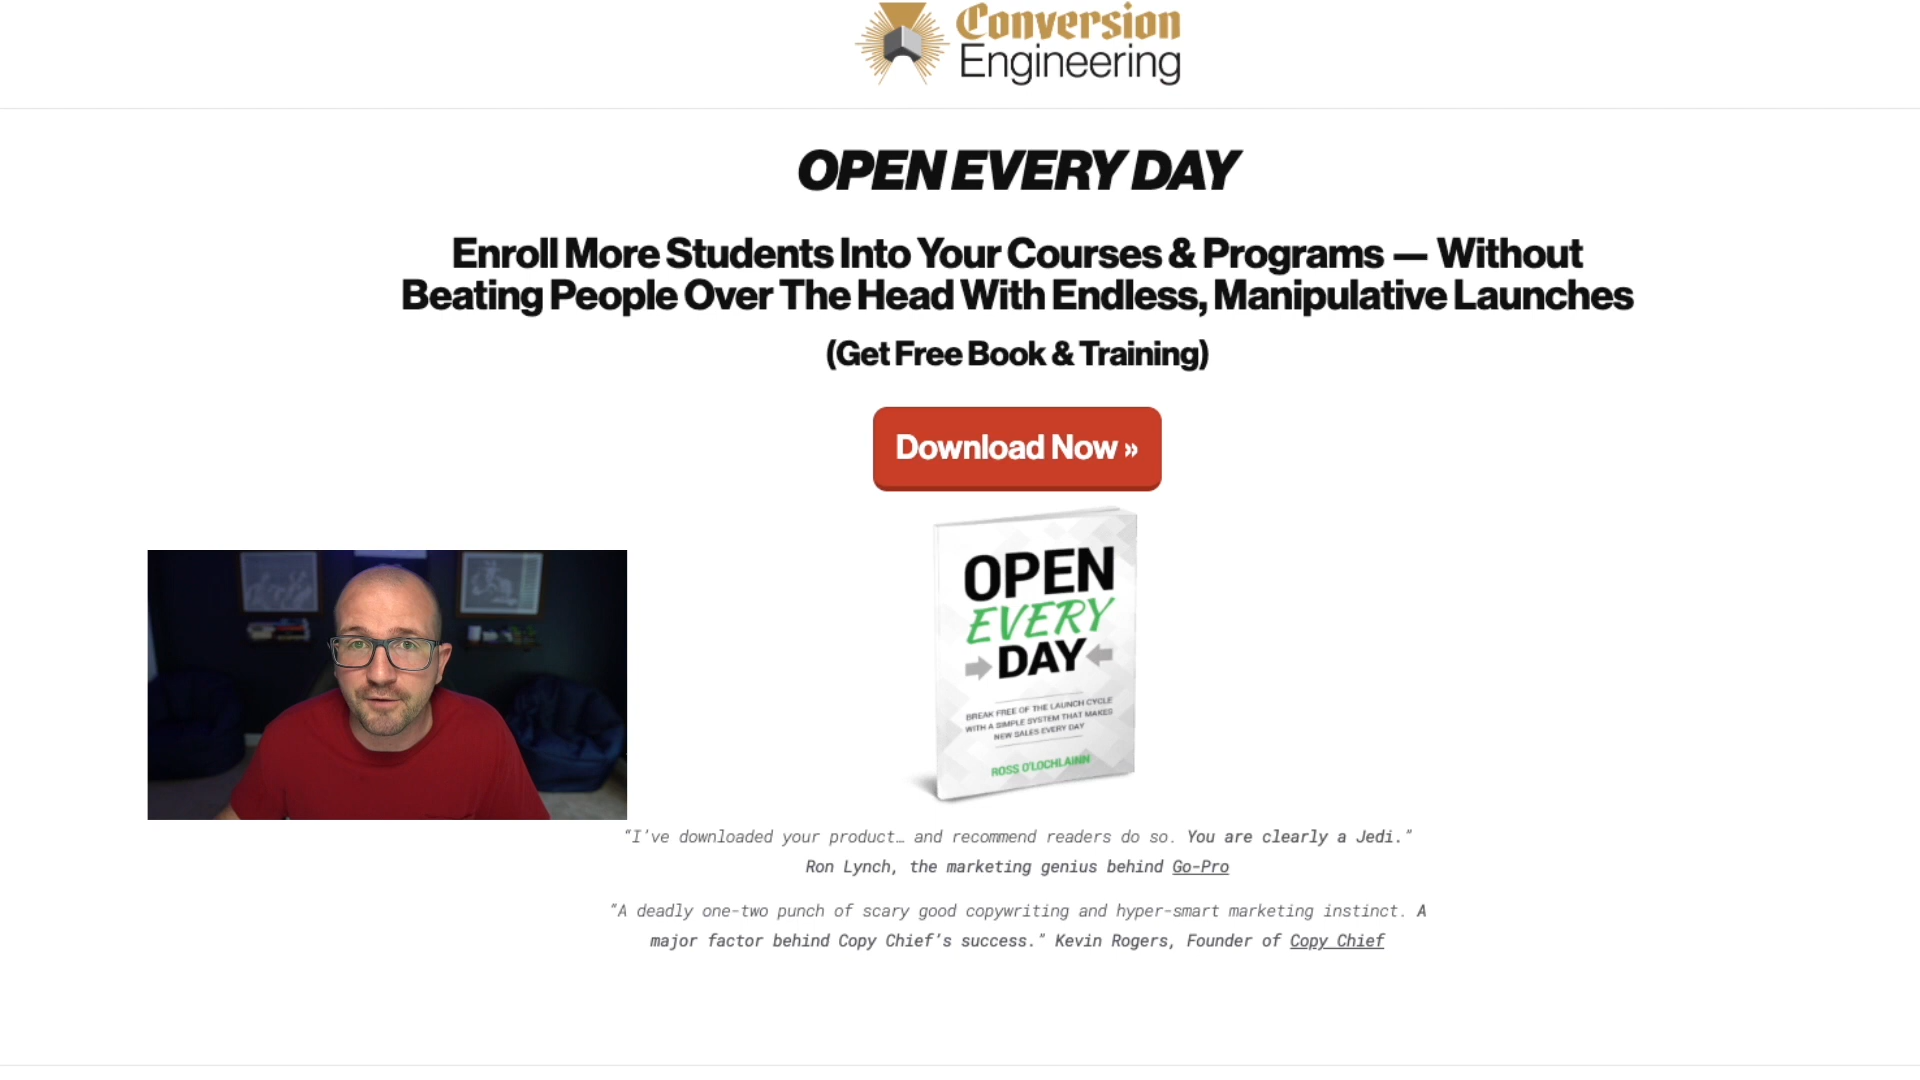 Conversion
Engineering
OPEN EVERY DAY
Enroll More Students Into Your Courses & Programs — Without
Beating People Over The Head With Endless, Manipulative Launches
(Get Free Book & Training)
Download Now »
OPEN
EVERY
DAY
BREAK FREE OF THE LAUNCH CYCLE
WITH A SIMPLE SYSTEM THAT MAKES
NEW SALES EVERY DAY
ROSS O'LOCHLAINN
“I’ve downloaded your product… and recommend readers do so. You are clearly a Jedi.”
Ron Lynch, the marketing genius behind Go-Pro
“A deadly one-two punch of scary good copywriting and hyper-smart marketing instinct. A
major factor behind Copy Chief’s success.” Kevin Rogers, Founder of Copy Chief